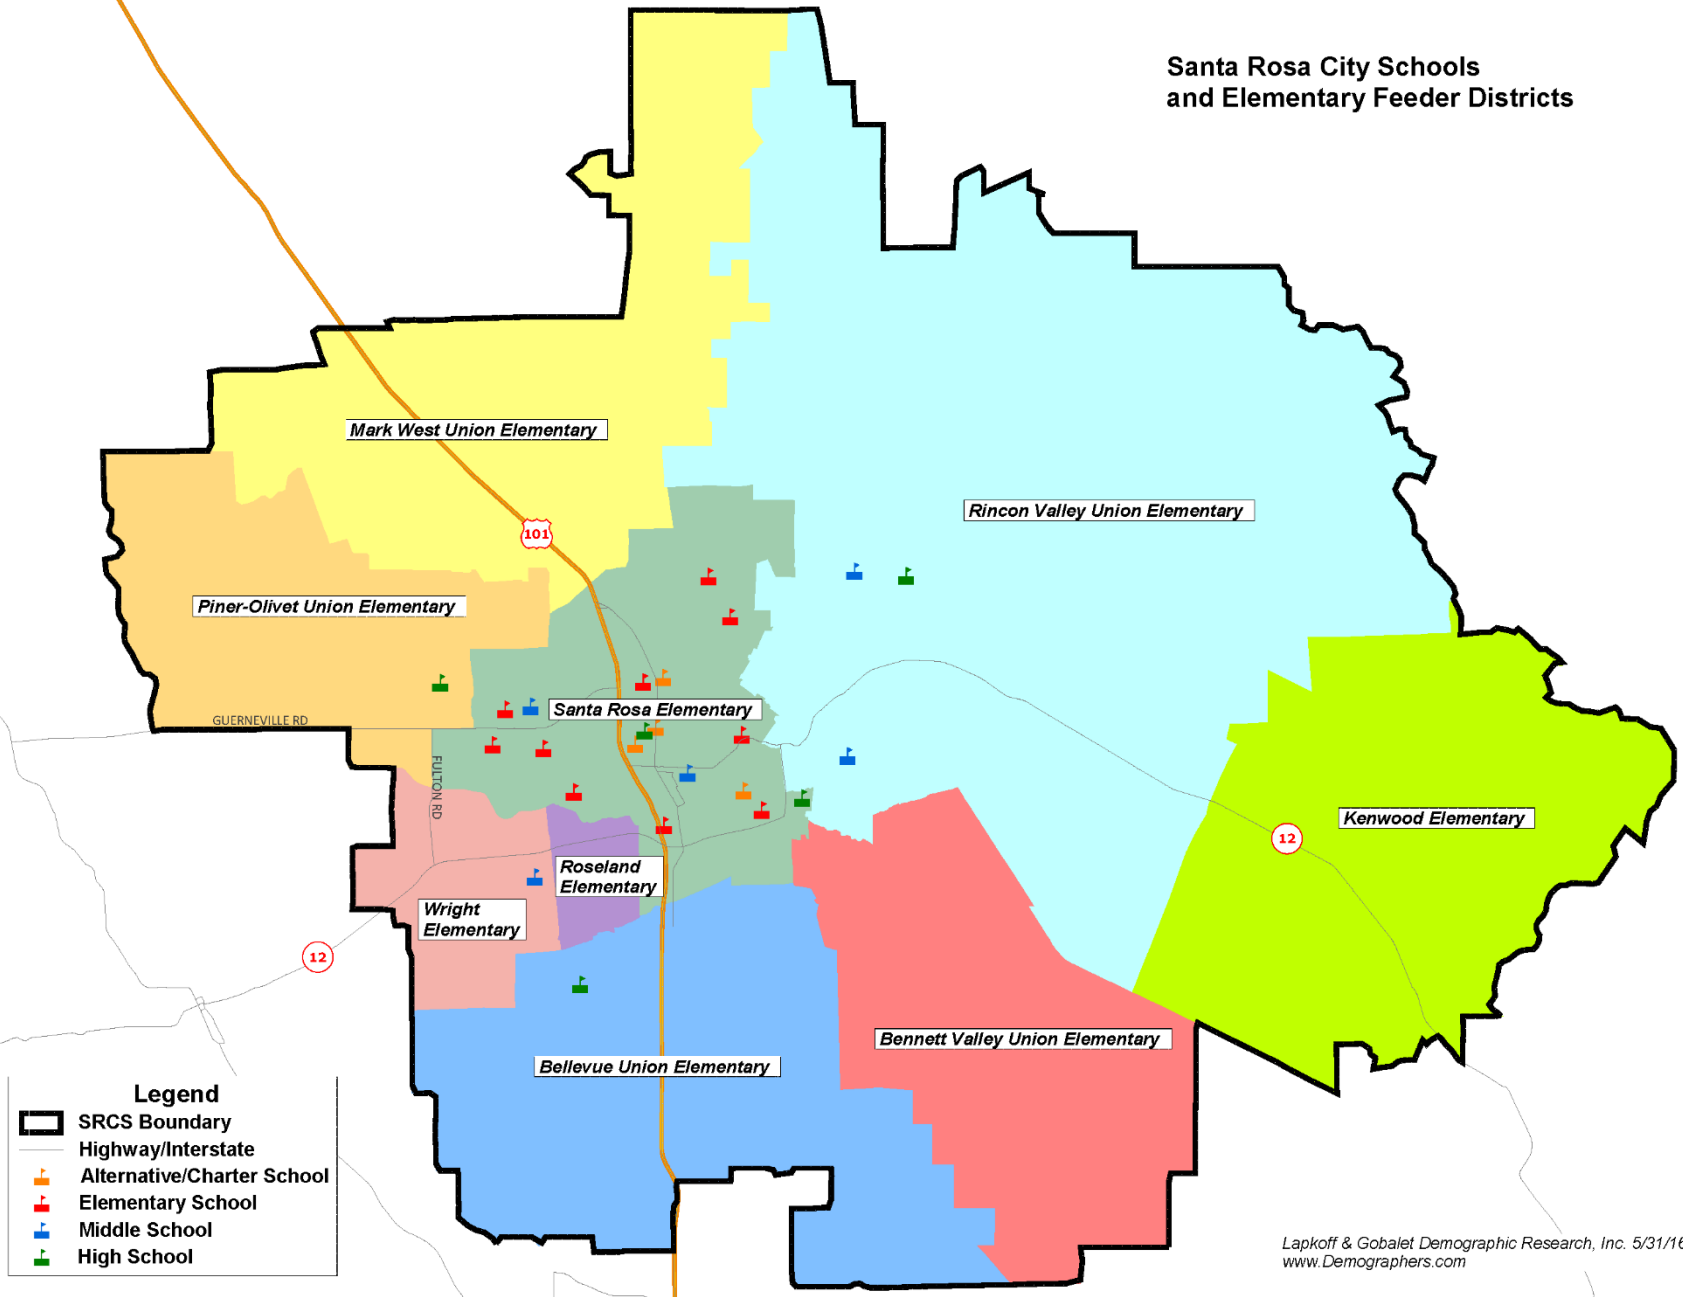 Santa Rosa City Schools
and Elementary Feeder Districts
Mark West Union Elementary
Rincon Valley Union Elementary
101
Piner-Olivet Union Elementary
Santa Rosa Elementary
GUERNEVILLE RD
FULTON RD
Kenwood Elementary
12
Roseland
Elementary
Wright
Elementary
12
Bennett Valley Union Elementary
Bellevue Union Elementary
Legend
SRCS Boundary
Highway/Interstate
Alternative/Charter School
Elementary School
Middle School
High School
Lapkoff & Gobalet Demographic Research, Inc. 5/31/16
www.Demographers.com